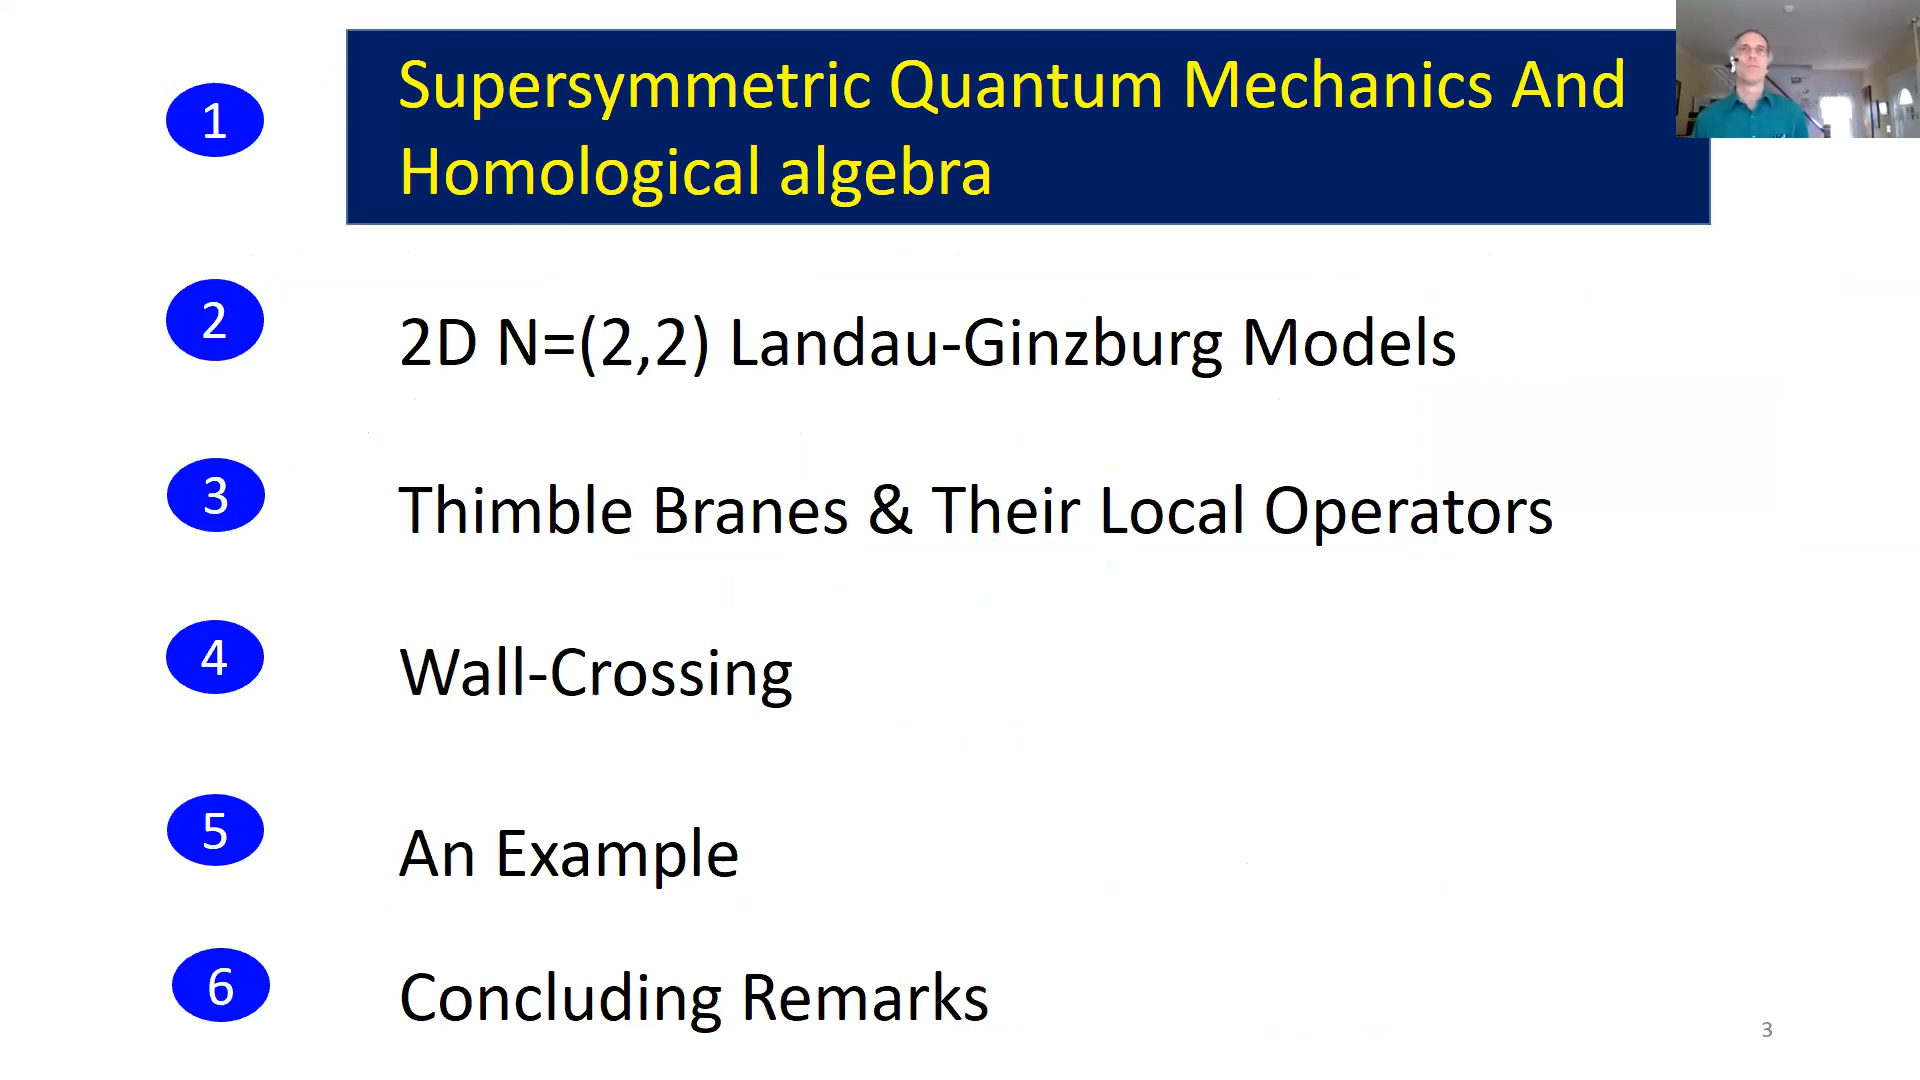 1
Supersymmetric Quantum Mechanics And
Homological algebra
2
2D N=(2,2) Landau-Ginzburg Models
3
Thimble Branes & Their Local Operators
4
Wall-Crossing
5
An Example
6
Concluding Remarks
3